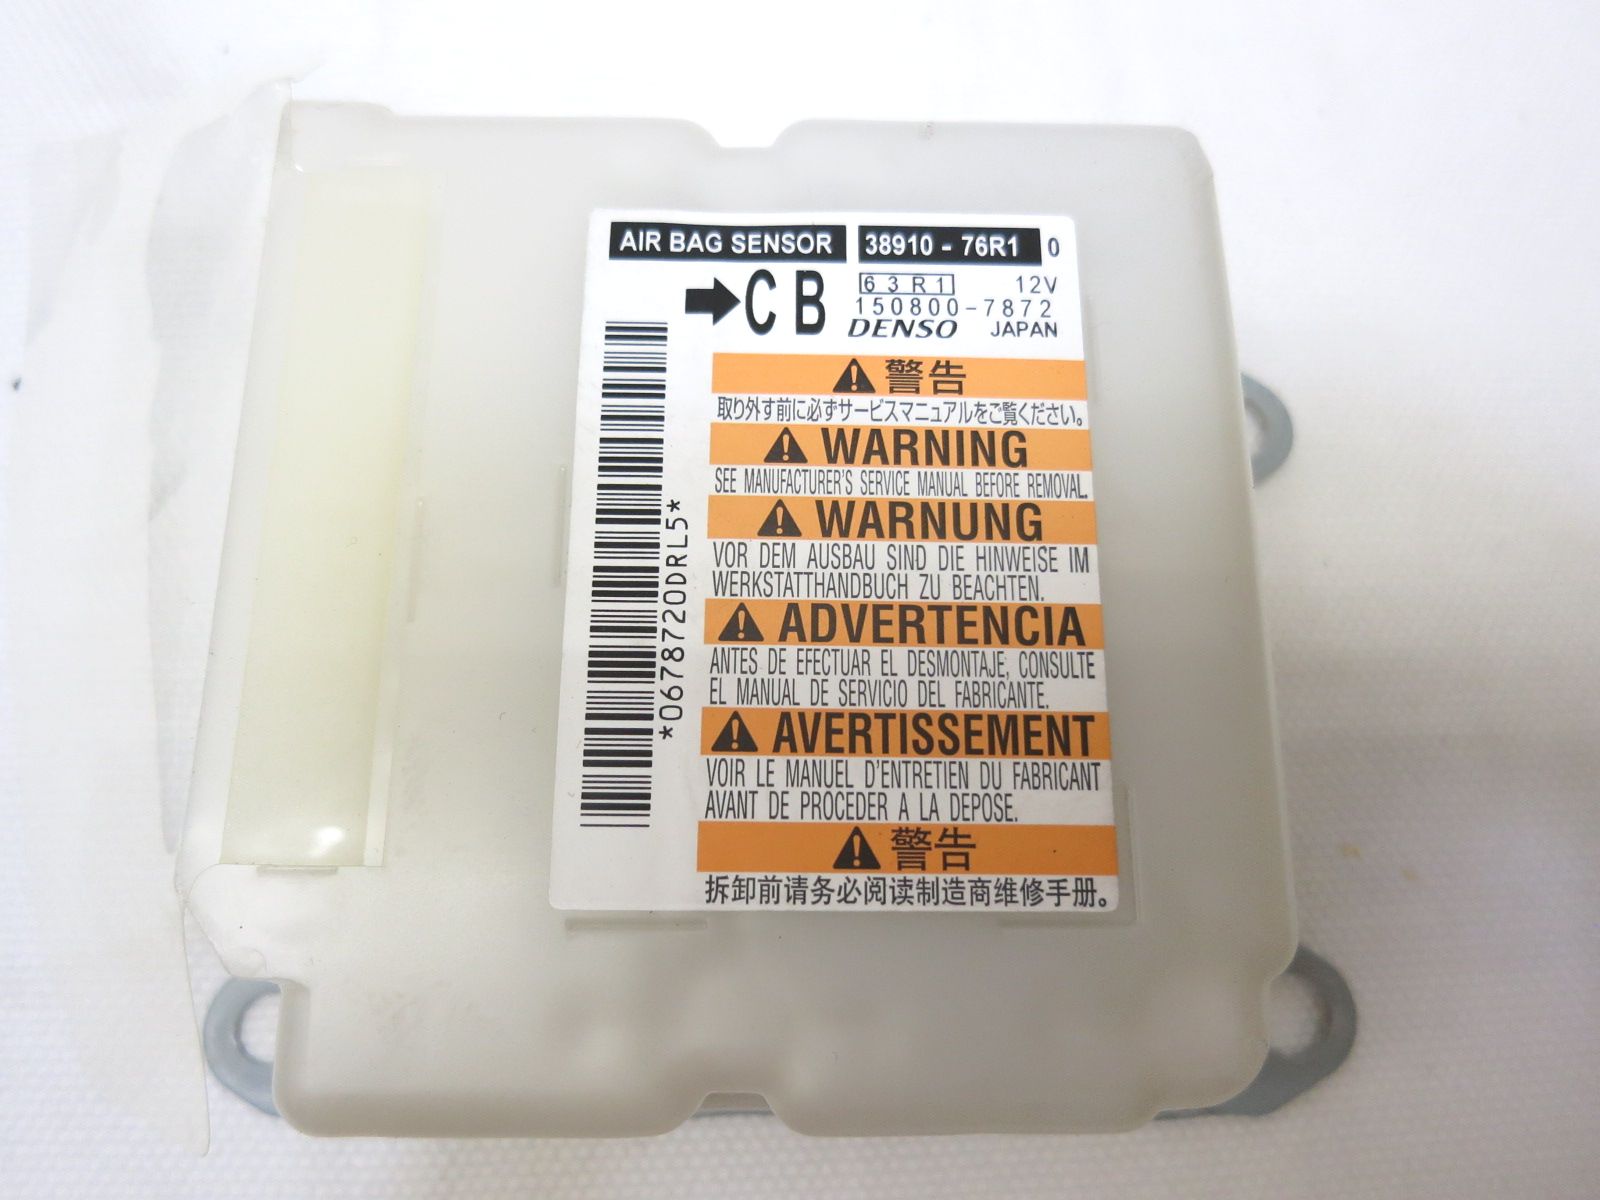 AIR BAG SENSOR 38910 - 76R1 0
➡CB 63R1 12V
150800-7872
DENSO JAPAN
*0678720DRL5*
⚠警告
取り外す前に必ずサービスマニュアルをご覧ください。
⚠WARNING
SEE MANUFACTURER'S SERVICE MANUAL BEFORE REMOVAL.
⚠WARNUNG
VOR DEM AUSBAU SIND DIE HINWEISE IM
WERKSTATTHANDBUCH ZU BEACHTEN.
⚠ADVERTENCIA
ANTES DE EFECTUAR EL DESMONTAJE, CONSULTE
EL MANUAL DE SERVICIO DEL FABRICANTE.
⚠AVERTISSEMENT
VOIR LE MANUEL D'ENTRETIEN DU FABRICANT
AVANT DE PROCEDER A LA DEPOSE.
⚠警告
拆卸前请务必阅读制造商维修手册。